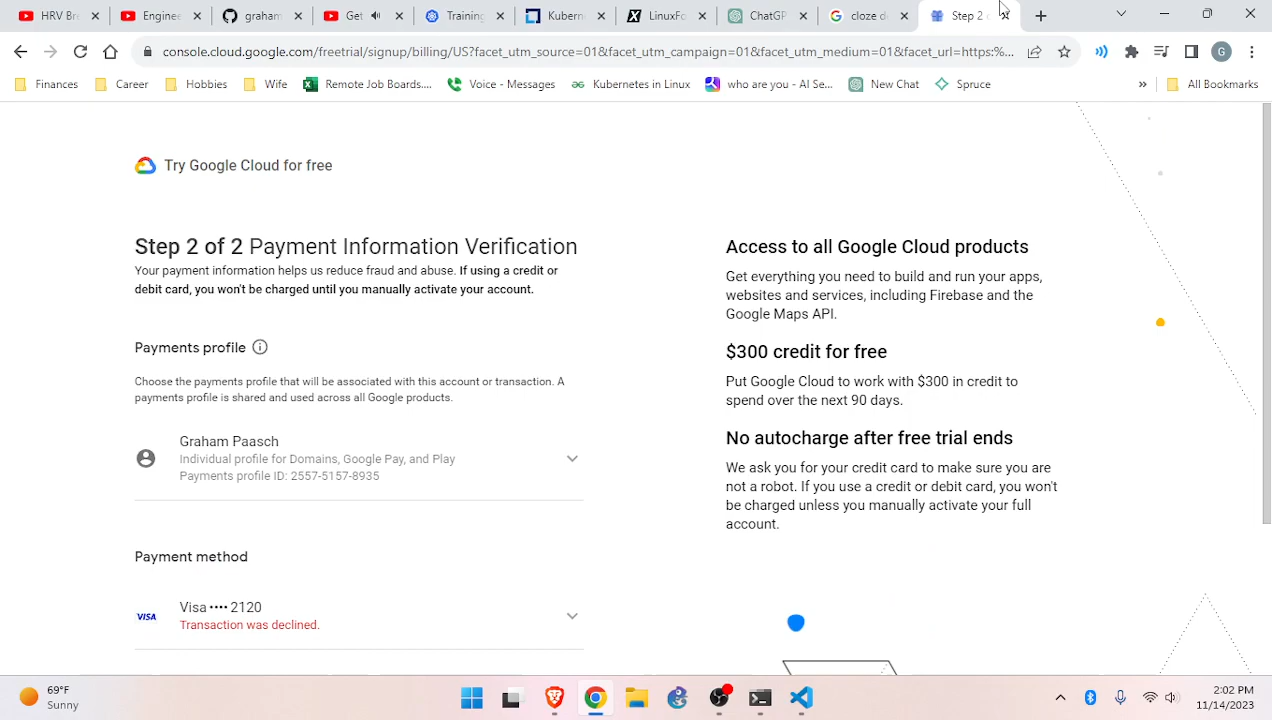 HRV Bre
Enginee
graham
Get
Training
Kubern
LinuxFo
ChatGP
cloze d
Step 2 o
console.cloud.google.com/freetrial/signup/billing/US?facet_utm_source=01&facet_utm_campaign=01&facet_utm_medium=01&facet_url=https:%...
G
Finances
Career
Hobbies
Wife
Remote Job Boards....
Voice - Messages
Kubernetes in Linux
who are you - AI Se...
New Chat
Spruce
»
All Bookmarks
Try Google Cloud for free
Step 2 of 2 Payment Information Verification
Your payment information helps us reduce fraud and abuse. If using a credit or
debit card, you won't be charged until you manually activate your account.
Payments profile
Choose the payments profile that will be associated with this account or transaction. A
payments profile is shared and used across all Google products.
Graham Paasch
Individual profile for Domains, Google Pay, and Play
Payments profile ID: 2557-5157-8935
Payment method
VISA
Visa •••• 2120
Transaction was declined.
Access to all Google Cloud products
Get everything you need to build and run your apps,
websites and services, including Firebase and the
Google Maps API.
$300 credit for free
Put Google Cloud to work with $300 in credit to
spend over the next 90 days.
No autocharge after free trial ends
We ask you for your credit card to make sure you are
not a robot. If you use a credit or debit card, you won't
be charged unless you manually activate your full
account.
69°F
Sunny
2:02 PM
11/14/2023